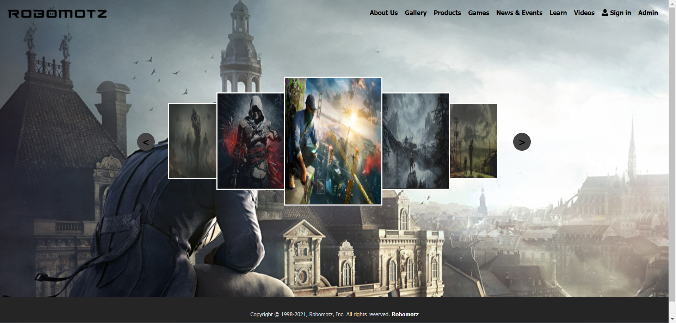 ROBOMOTZ
About Us Gallery Products Games News & Events Learn Videos Sign in Admin
< >
Copyright @ 1998-2021, Robomotz, Inc. All rights reserved. Robomotz